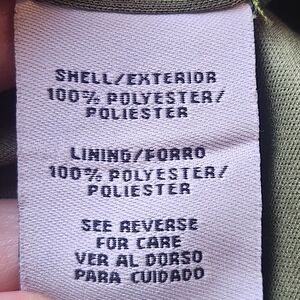 SHELL/EXTERIOR
100% POLYESTER/
POLIESTER
LINING/FORRO
100% POLYESTER/
POLIESTER
SEE REVERSE
FOR CARE
VER AL DORSO
PARA CUIDADO